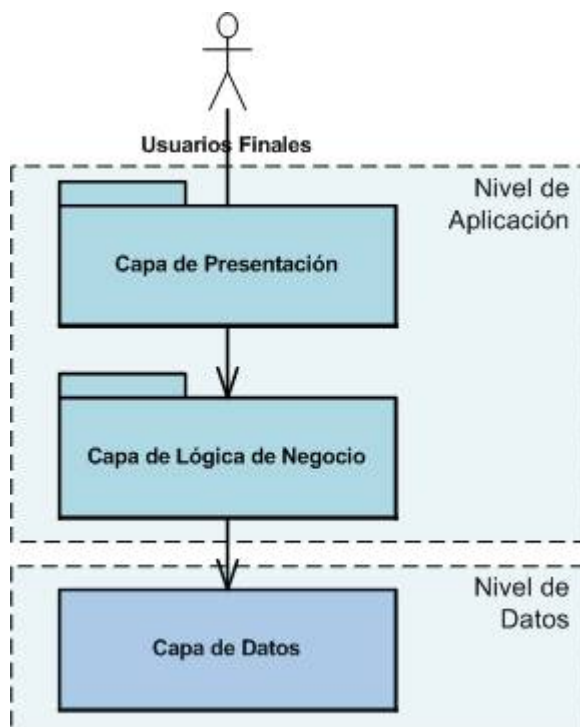 Usuarios Finales
Nivel de
Aplicación
Capa de Presentación
Capa de Lógica de Negocio
Nivel de
Datos
Capa de Datos